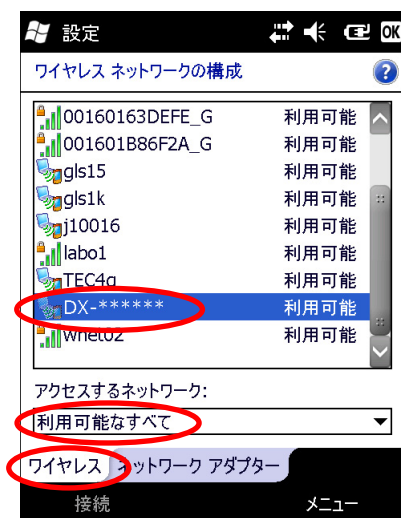 設定
OK
ワイヤレス ネットワークの構成
?
00160163DEFE_G 利用可能
001601B86F2A_G 利用可能
gls15 利用可能
gls1k 利用可能
j10016 利用可能
labo1 利用可能
TEC4g 利用可能
DX-****** 利用可能
whet02 利用可能
アクセスするネットワーク:
利用可能なすべて
ワイヤレス ネットワーク アダプター
接続 メニュー